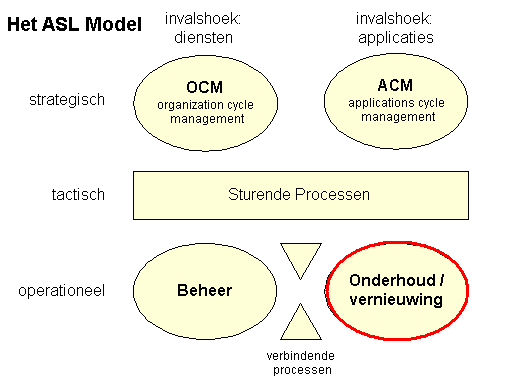 Het ASL Model
invalshoek:
diensten
invalshoek:
applicaties
strategisch
OCM
organization cycle
management
ACM
applications cycle
management
tactisch
Sturende Processen
operationeel
Beheer
Onderhoud /
vernieuwing
verbindende
processen